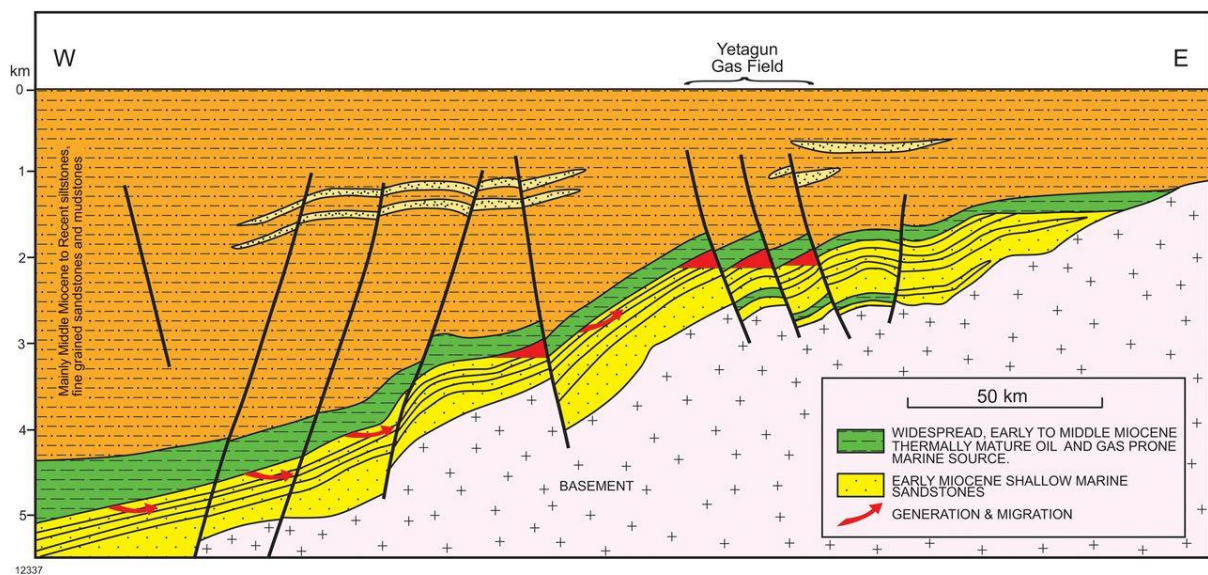 W
Yetagun
Gas Field
E
km
0
1
2
3
4
5
Mainly Middle Miocene to Recent siltstones,
fine grained sandstones and mudstones
BASEMENT
50 km
WIDESPREAD, EARLY TO MIDDLE MIOCENE
THERMALLY MATURE OIL AND GAS PRONE
MARINE SOURCE.
EARLY MIOCENE SHALLOW MARINE
SANDSTONES
GENERATION & MIGRATION
12337